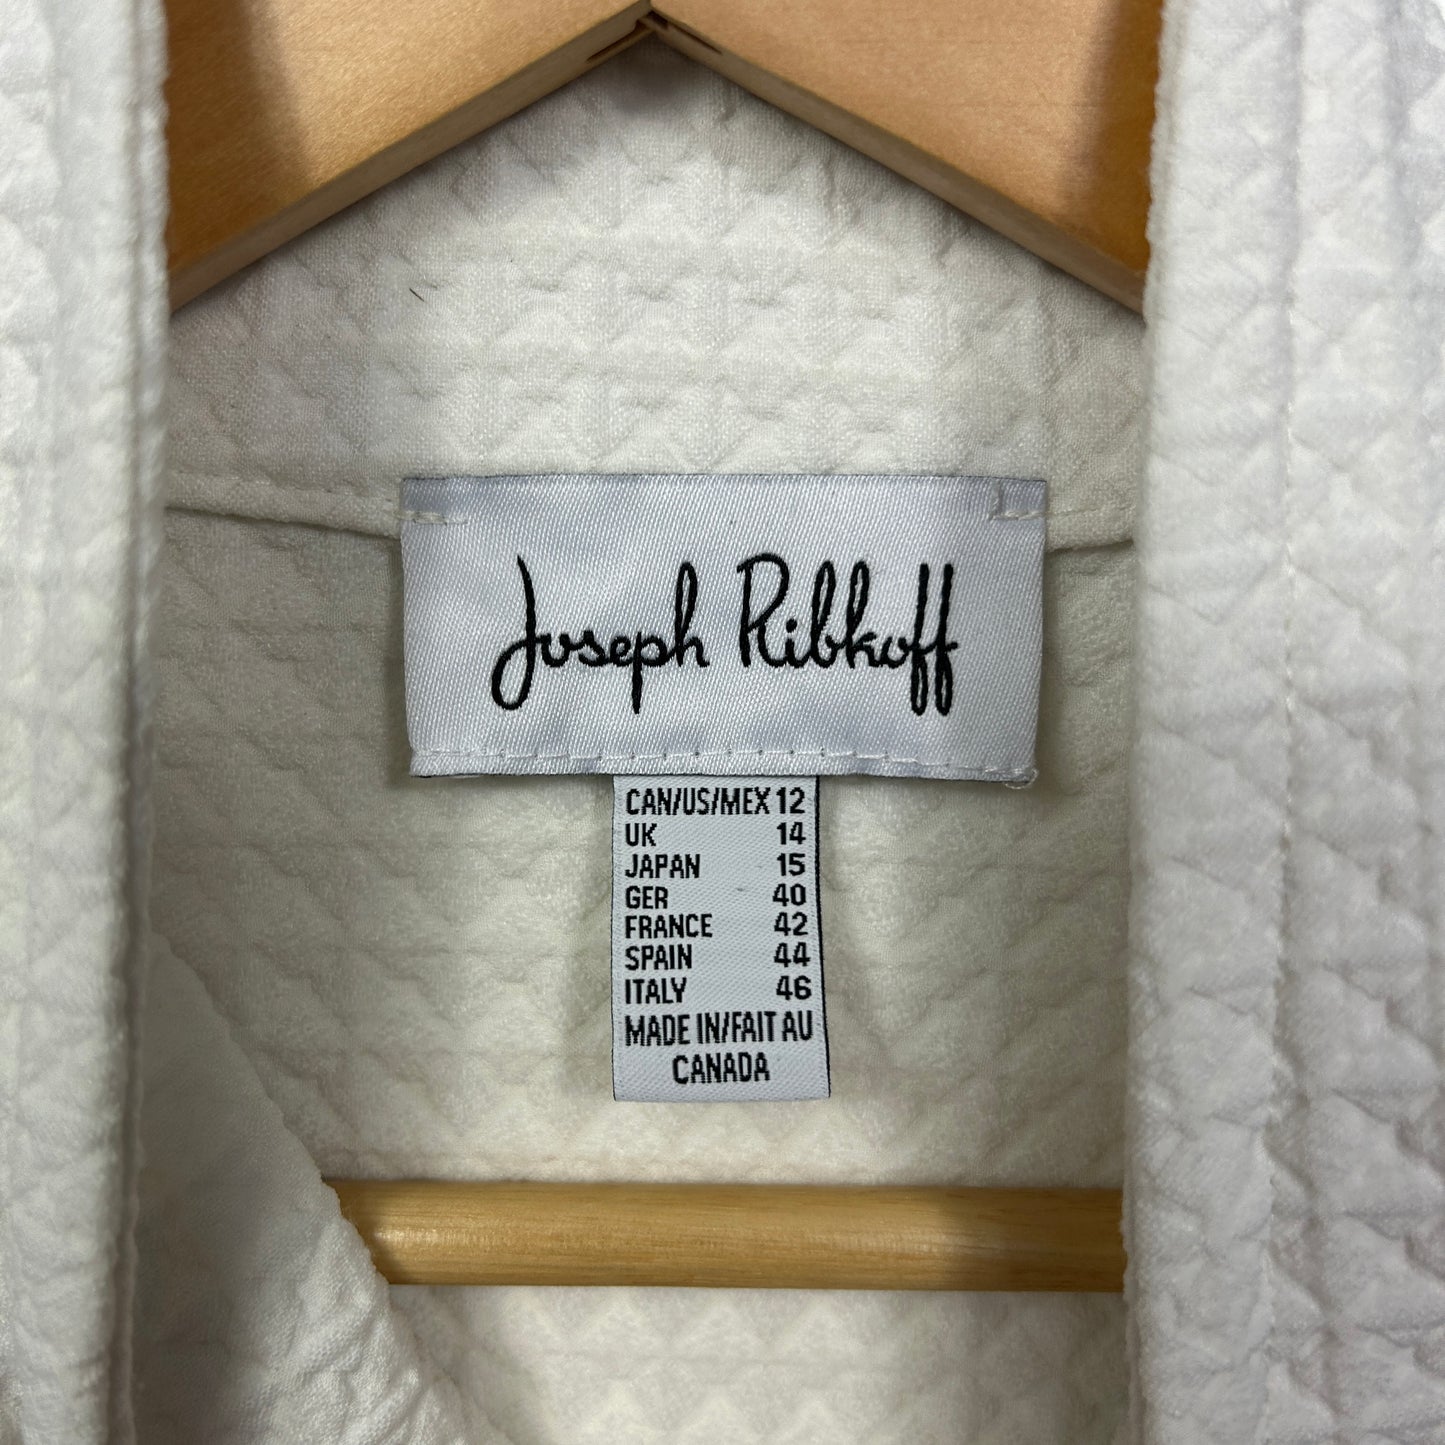 Joseph Ribkoff
CAN/US/MEX 12
UK 14
JAPAN 15
GER 40
FRANCE 42
SPAIN 44
ITALY 46
MADE IN/FAIT AU
CANADA